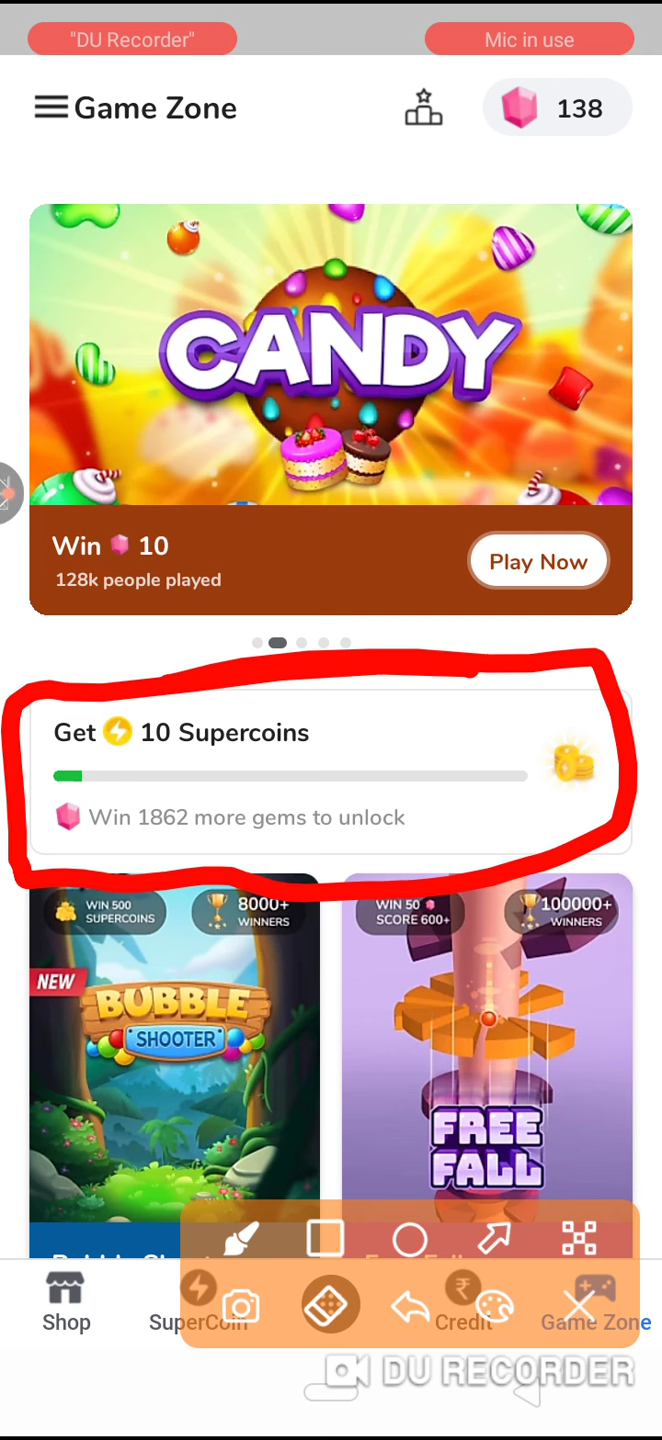 "DU Recorder"
Mic in use
Game Zone
138
CANDY
Win 10
128k people played
Play Now
Get 10 Supercoins
Win 1862 more gems to unlock
WIN 500
SUPERCOINS
8000+
WINNERS
NEW
BUBBLE
SHOOTER
WIN 50
SCORE 600+
100000+
WINNERS
FREE
FALL
Shop
SuperCoin
Credit
Game Zone
DU RECORDER